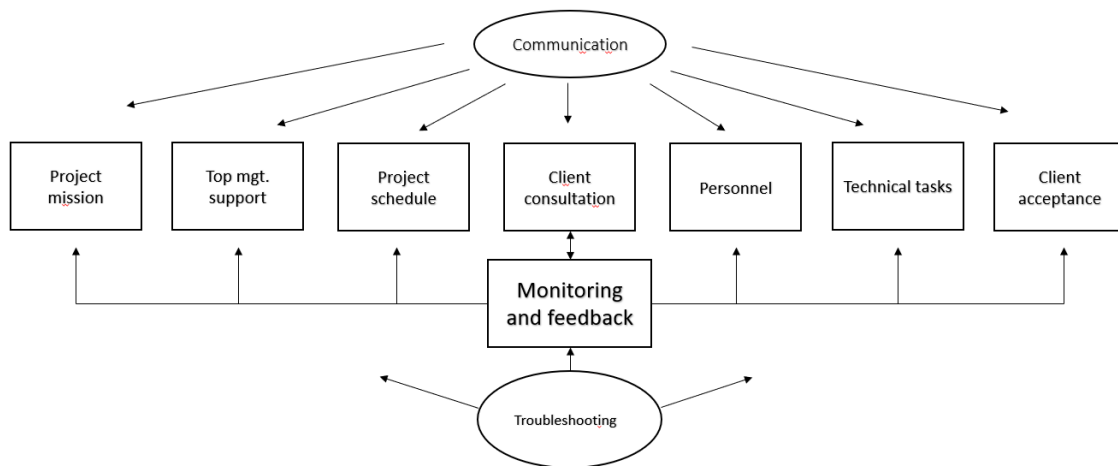 Communication
Project
mission
Top mgt.
support
Project
schedule
Client
consultation
Personnel
Technical tasks
Client
acceptance
Monitoring
and feedback
Troubleshooting